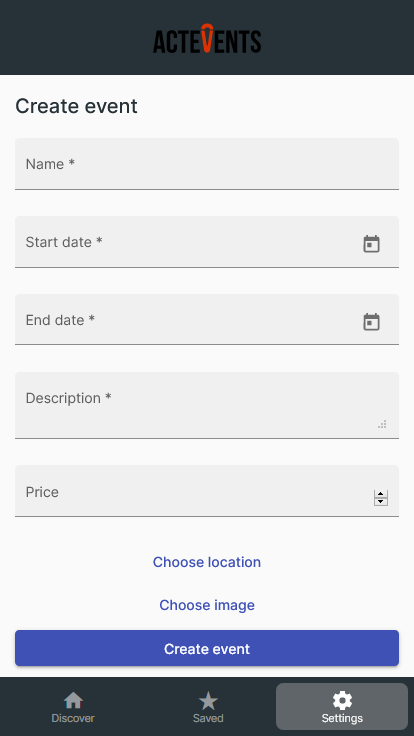 ACTEVENTS
Create event
Name *
Start date *
End date *
Description *
Price
Choose location
Choose image
Create event
Discover
Saved
Settings